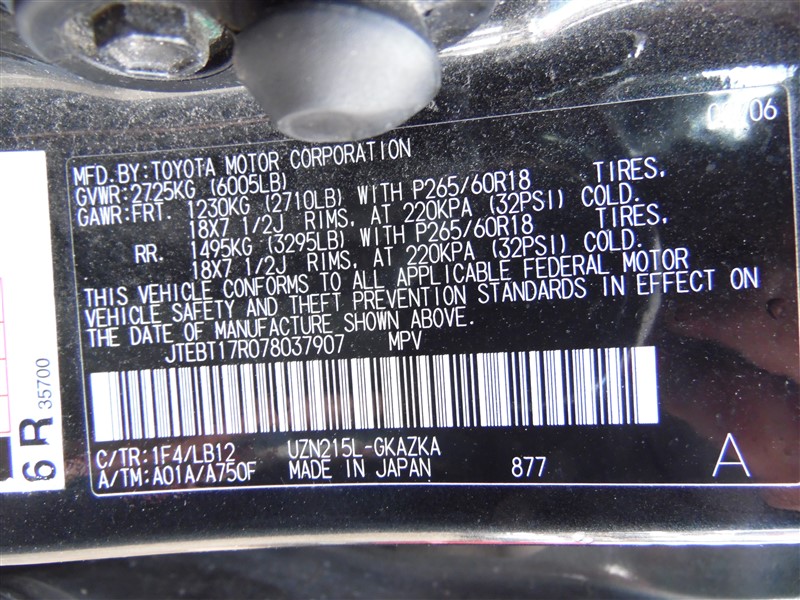 06
MFD.BY:TOYOTA MOTOR CORPORATION
GVWR:2725KG (6005LB)
GAWR:FRT. 1230KG (2710LB) WITH P265/60R18 TIRES,
18X7 1/2J RIMS, AT 220KPA (32PSI) COLD.
RR. 1495KG (3295LB) WITH P265/60R18 TIRES,
18X7 1/2J RIMS, AT 220KPA (32PSI) COLD.
THIS VEHICLE CONFORMS TO ALL APPLICABLE FEDERAL MOTOR
VEHICLE SAFETY AND THEFT PREVENTION STANDARDS IN EFFECT ON
THE DATE OF MANUFACTURE SHOWN ABOVE.
JTEBT17R078037907 MPV
C/TR:1F4/LB12 UZN215L-GKAZKA
A/TM:A01A/A750F MADE IN JAPAN 877 A
6R
35700